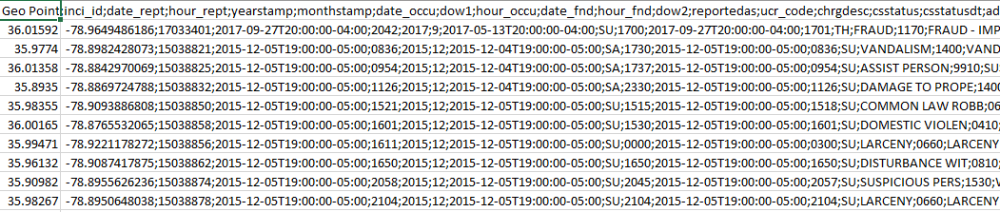 Geo Point;inci_id;date_rept;hour_rept;yearstamp;monthstamp;date_occu;dow1;hour_occu;date_fnd;hour_fnd;dow2;reportedas;ucr_code;chrgdesc;csstatus;csstatusdt;ad
36.01592 -78.9649486186;17033401;2017-09-27T20:00:00-04:00;2042;2017;9;2017-05-13T20:00:00-04:00;SU;1700;2017-09-27T20:00:00-04:00;1701;TH;FRAUD;1170;FRAUD - IMP
35.9774 -78.8982428073;15038821;2015-12-05T19:00:00-05:00;0836;2015;12;2015-12-04T19:00:00-05:00;SA;1730;2015-12-05T19:00:00-05:00;0836;SU;VANDALISM;1400;VAND
36.01358 -78.8842970069;15038825;2015-12-05T19:00:00-05:00;0954;2015;12;2015-12-04T19:00:00-05:00;SA;1737;2015-12-05T19:00:00-05:00;0954;SU;ASSIST PERSON;9910;SU
35.8935 -78.8869724788;15038832;2015-12-05T19:00:00-05:00;1126;2015;12;2015-12-04T19:00:00-05:00;SA;2330;2015-12-05T19:00:00-05:00;1126;SU;DAMAGE TO PROPE;1400
35.98355 -78.9093886808;15038850;2015-12-05T19:00:00-05:00;1521;2015;12;2015-12-05T19:00:00-05:00;SU;1515;2015-12-05T19:00:00-05:00;1518;SU;COMMON LAW ROBB;06
36.00165 -78.8765532065;15038858;2015-12-05T19:00:00-05:00;1601;2015;12;2015-12-05T19:00:00-05:00;SU;1530;2015-12-05T19:00:00-05:00;1601;SU;DOMESTIC VIOLEN;0410;
35.99471 -78.9221178272;15038856;2015-12-05T19:00:00-05:00;1611;2015;12;2015-12-05T19:00:00-05:00;SU;0000;2015-12-05T19:00:00-05:00;0300;SU;LARCENY;0660;LARCENY
35.96132 -78.9087417875;15038862;2015-12-05T19:00:00-05:00;1650;2015;12;2015-12-05T19:00:00-05:00;SU;1650;2015-12-05T19:00:00-05:00;1650;SU;DISTURBANCE WIT;0810;
35.90982 -78.8955626236;15038874;2015-12-05T19:00:00-05:00;2058;2015;12;2015-12-05T19:00:00-05:00;SU;2045;2015-12-05T19:00:00-05:00;2057;SU;SUSPICIOUS PERS;1530;V
35.98267 -78.8950648038;15038878;2015-12-05T19:00:00-05:00;2104;2015;12;2015-12-05T19:00:00-05:00;SU;2104;2015-12-05T19:00:00-05:00;2104;SU;LARCENY;0660;LARCENY